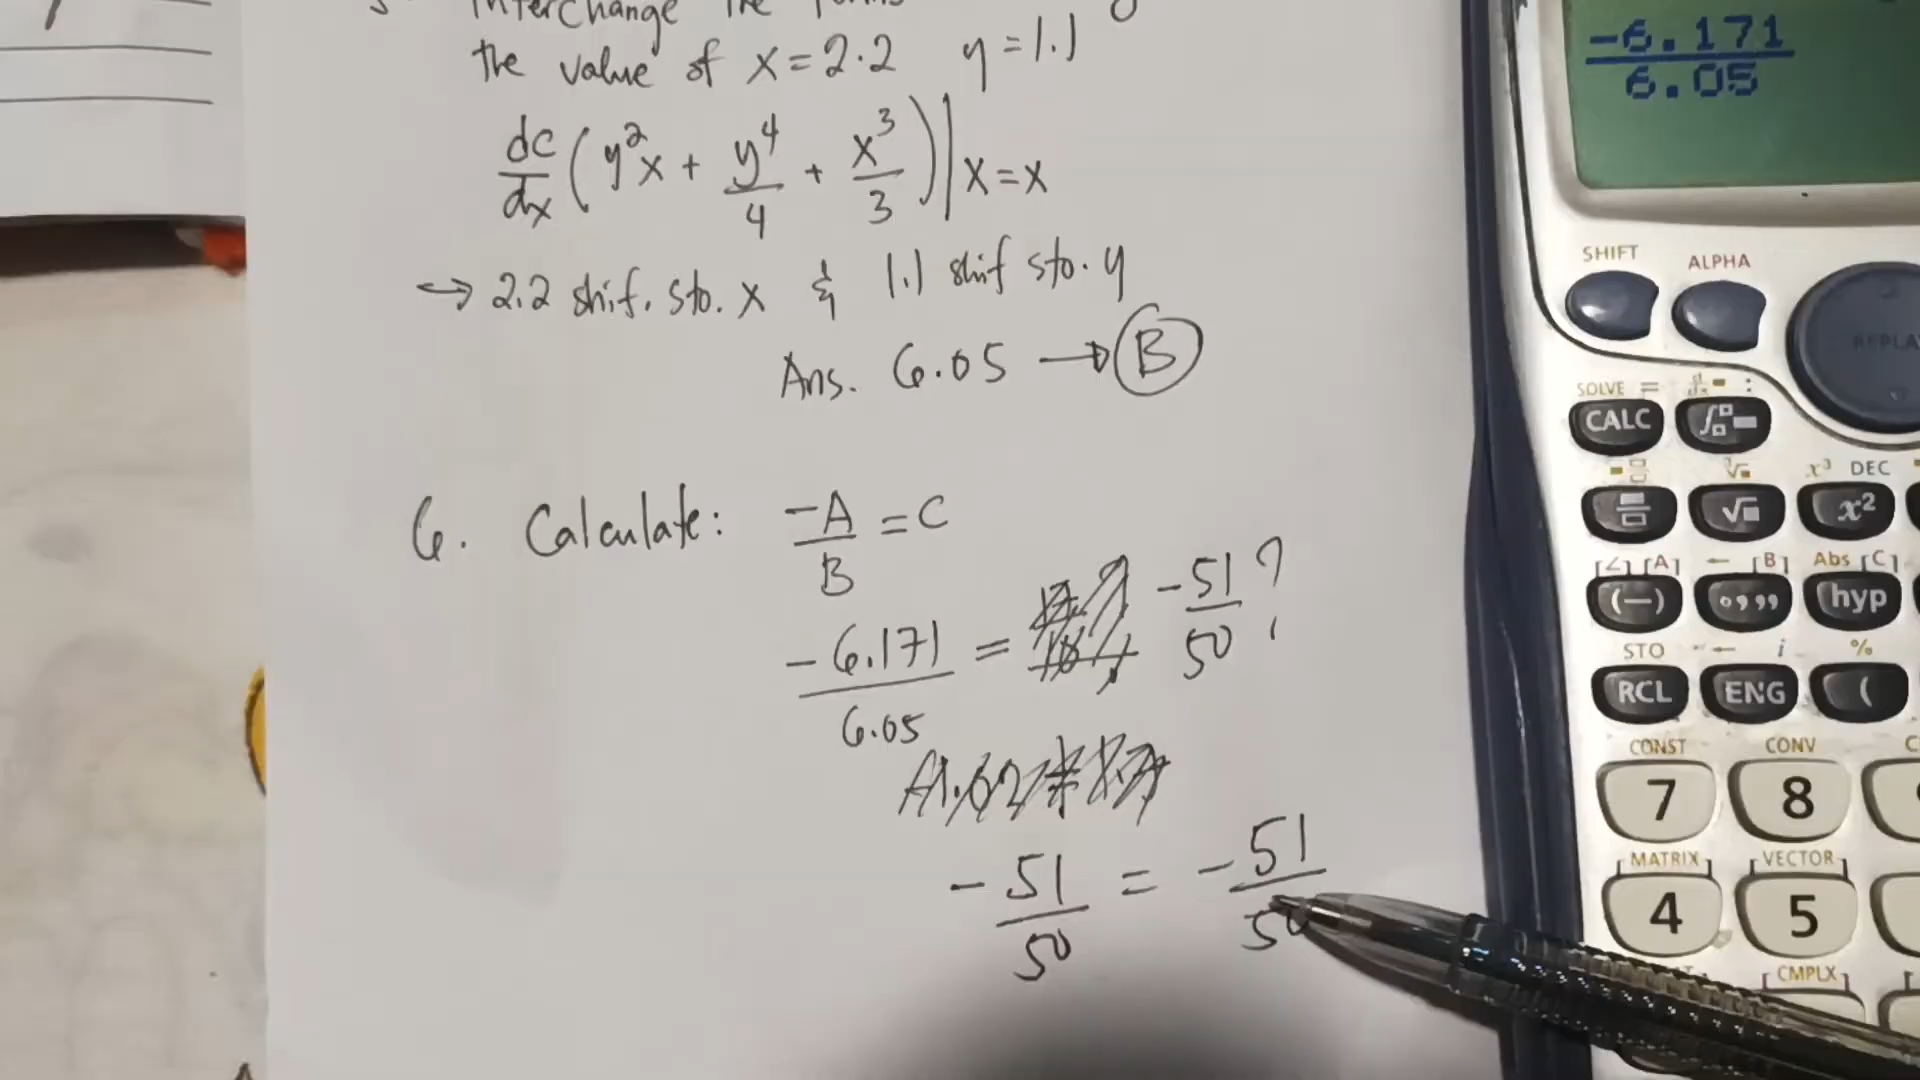 Interchange the
the value of x = 2.2 y = 1.1
dc/dx (y²x + y⁴/4 + x³/3)|x=x
→ 2.2 shif. sto. x & 1.1 shif sto. y
Ans. 6.05 → B
6. Calculate: -A/B = C
-6.171/6.05 = -51/50 ?
-51/50 = -51/50
-6.171/6.05
SHIFT ALPHA
REPLA
SOLVE = :
CALC
x³ DEC
√ x²
[∠] [A] ← [B] Abs [C]
(−) °,,, hyp
STO ← i %
RCL ENG (
CONST CONV
7 8
MATRIX VECTOR
4 5
CMPLX